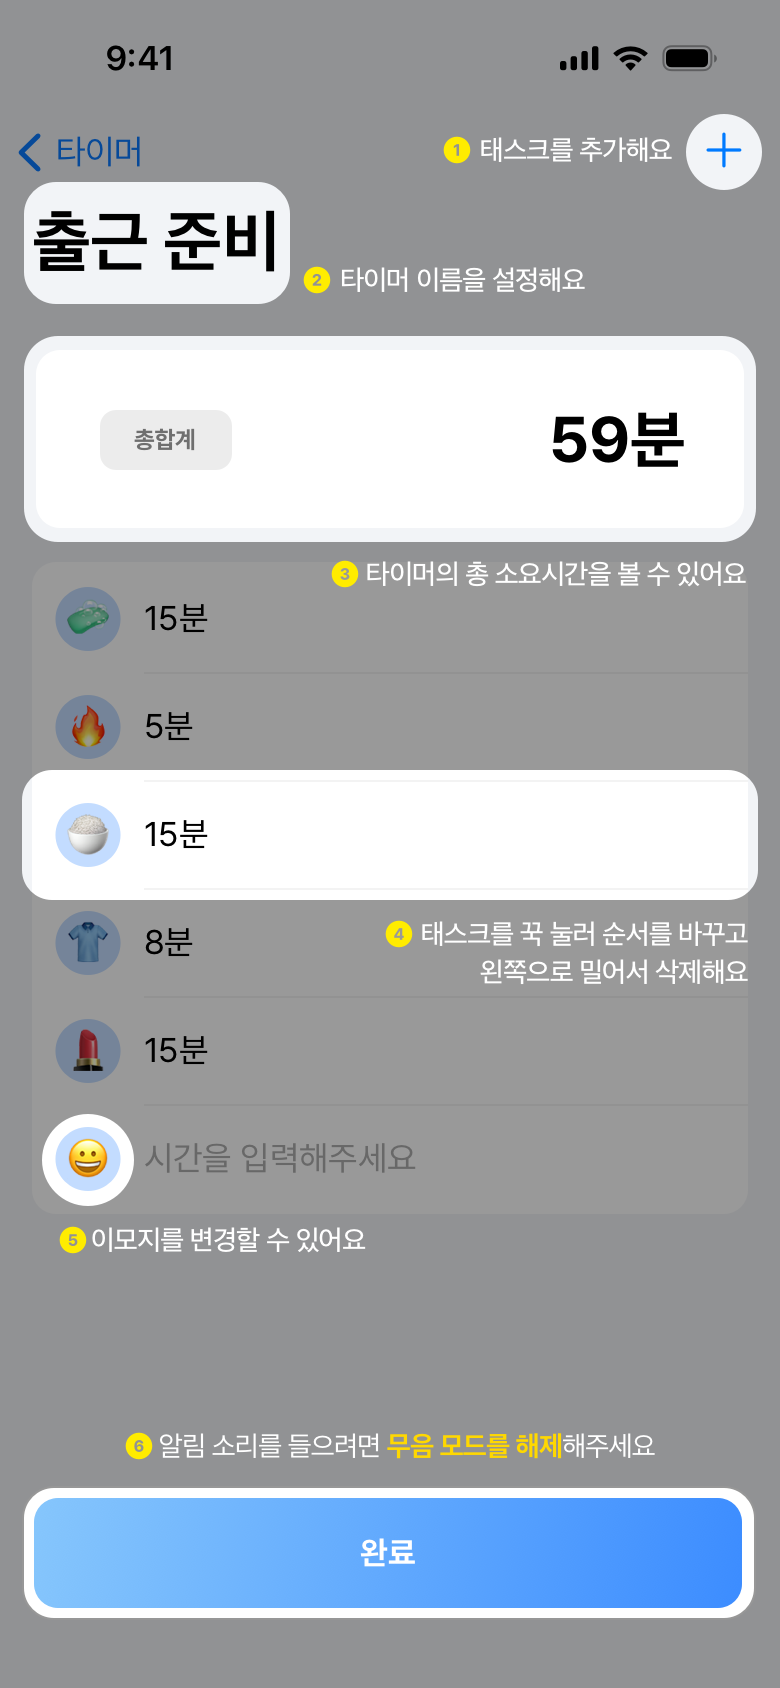 9:41
타이머
1 태스크를 추가해요
출근 준비
2 타이머 이름을 설정해요
총합계
59분
3 타이머의 총 소요시간을 볼 수 있어요
15분
5분
15분
8분
4 태스크를 꾹 눌러 순서를 바꾸고
왼쪽으로 밀어서 삭제해요
15분
시간을 입력해주세요
5 이모지를 변경할 수 있어요
6 알림 소리를 들으려면 무음 모드를 해제해주세요
완료